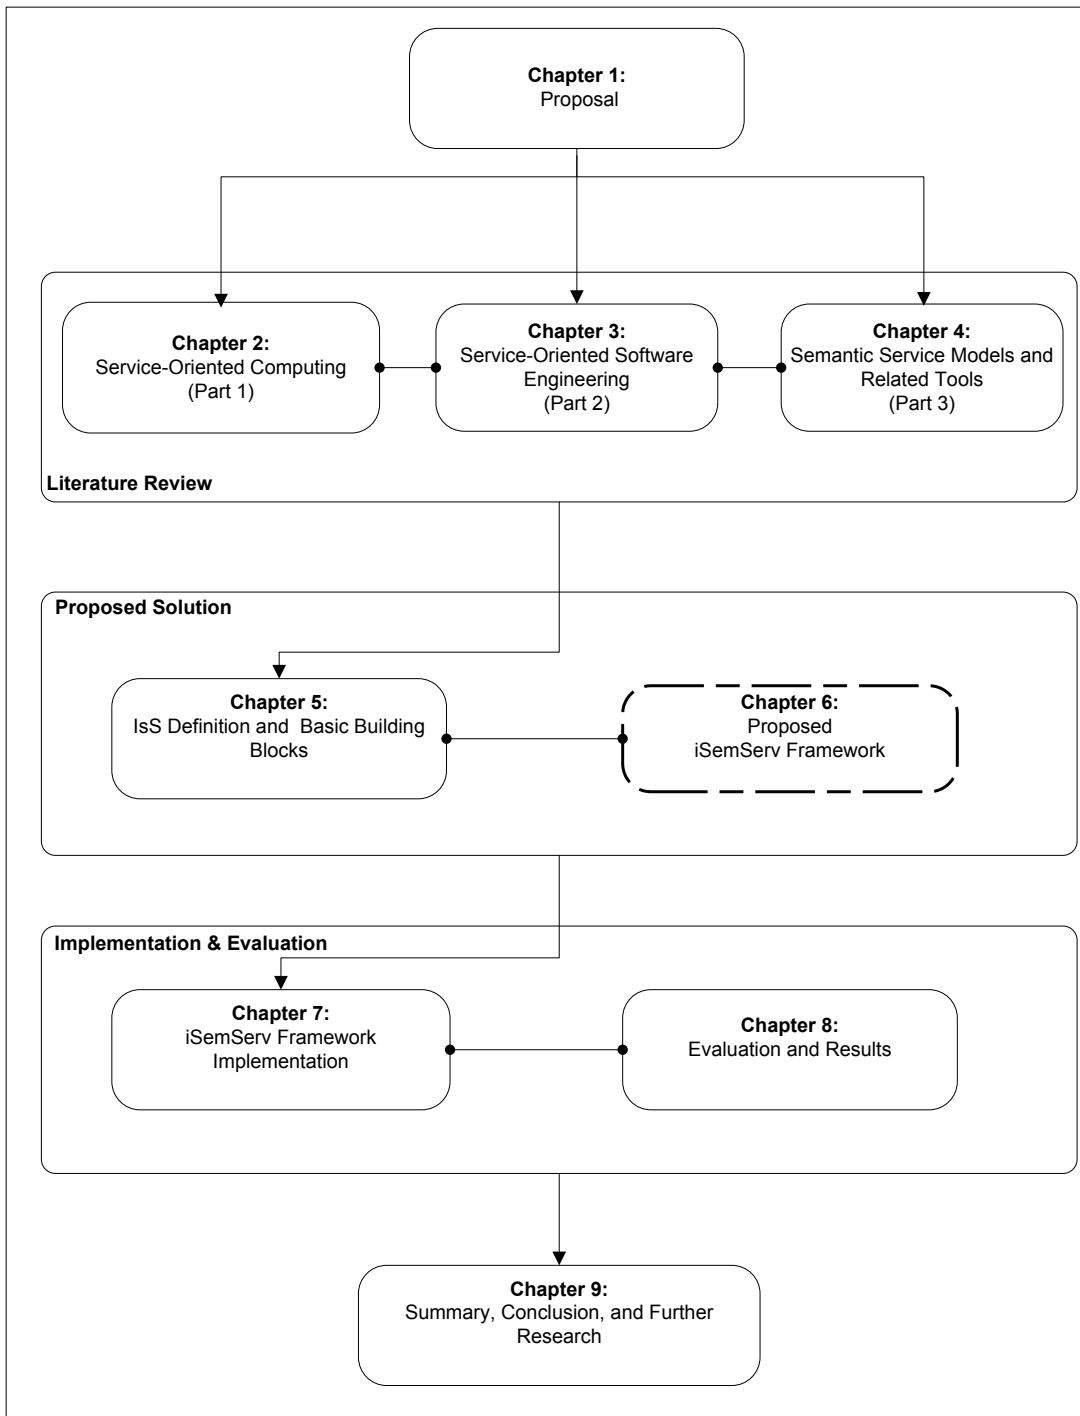 Chapter 1:
Proposal
Chapter 2:
Service-Oriented Computing
(Part 1)
Chapter 3:
Service-Oriented Software
Engineering
(Part 2)
Chapter 4:
Semantic Service Models and
Related Tools
(Part 3)
Literature Review
Proposed Solution
Chapter 5:
IsS Definition and Basic Building
Blocks
Chapter 6:
Proposed
iSemServ Framework
Implementation & Evaluation
Chapter 7:
iSemServ Framework
Implementation
Chapter 8:
Evaluation and Results
Chapter 9:
Summary, Conclusion, and Further
Research